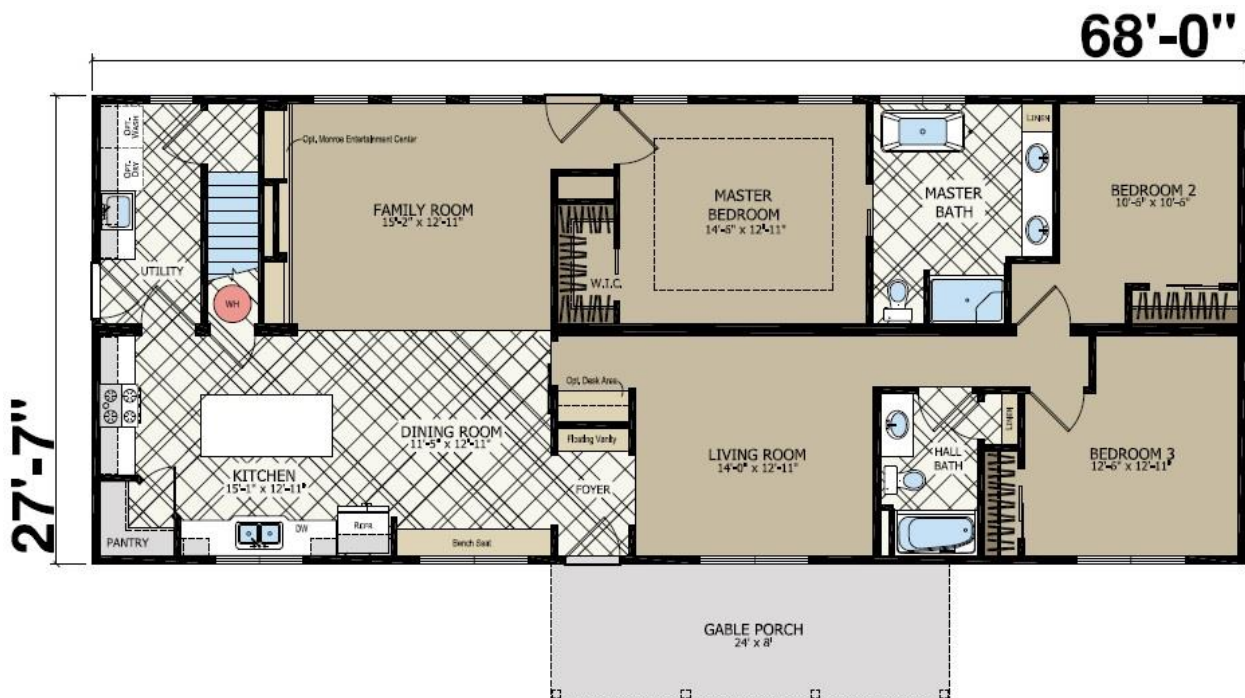 68'-0"
27'-7"
OPT. WASH
OPT. DRY
UTILITY
WH
Opt. Monroe Entertainment Center
FAMILY ROOM
15'-2" x 12'-11"
W.I.C.
MASTER
BEDROOM
14'-6" x 12'-11"
MASTER
BATH
LINEN
BEDROOM 2
10'-6" x 10'-6"
KITCHEN
15'-1" x 12'-11"
PANTRY
DW
REFR.
DINING ROOM
11'-5" x 12'-11"
Bench Seat
Opt. Desk Area
Floating Vanity
FOYER
LIVING ROOM
14'-0" x 12'-11"
HALL
BATH
LINEN
BEDROOM 3
12'-6" x 12'-11"
GABLE PORCH
24' x 8'